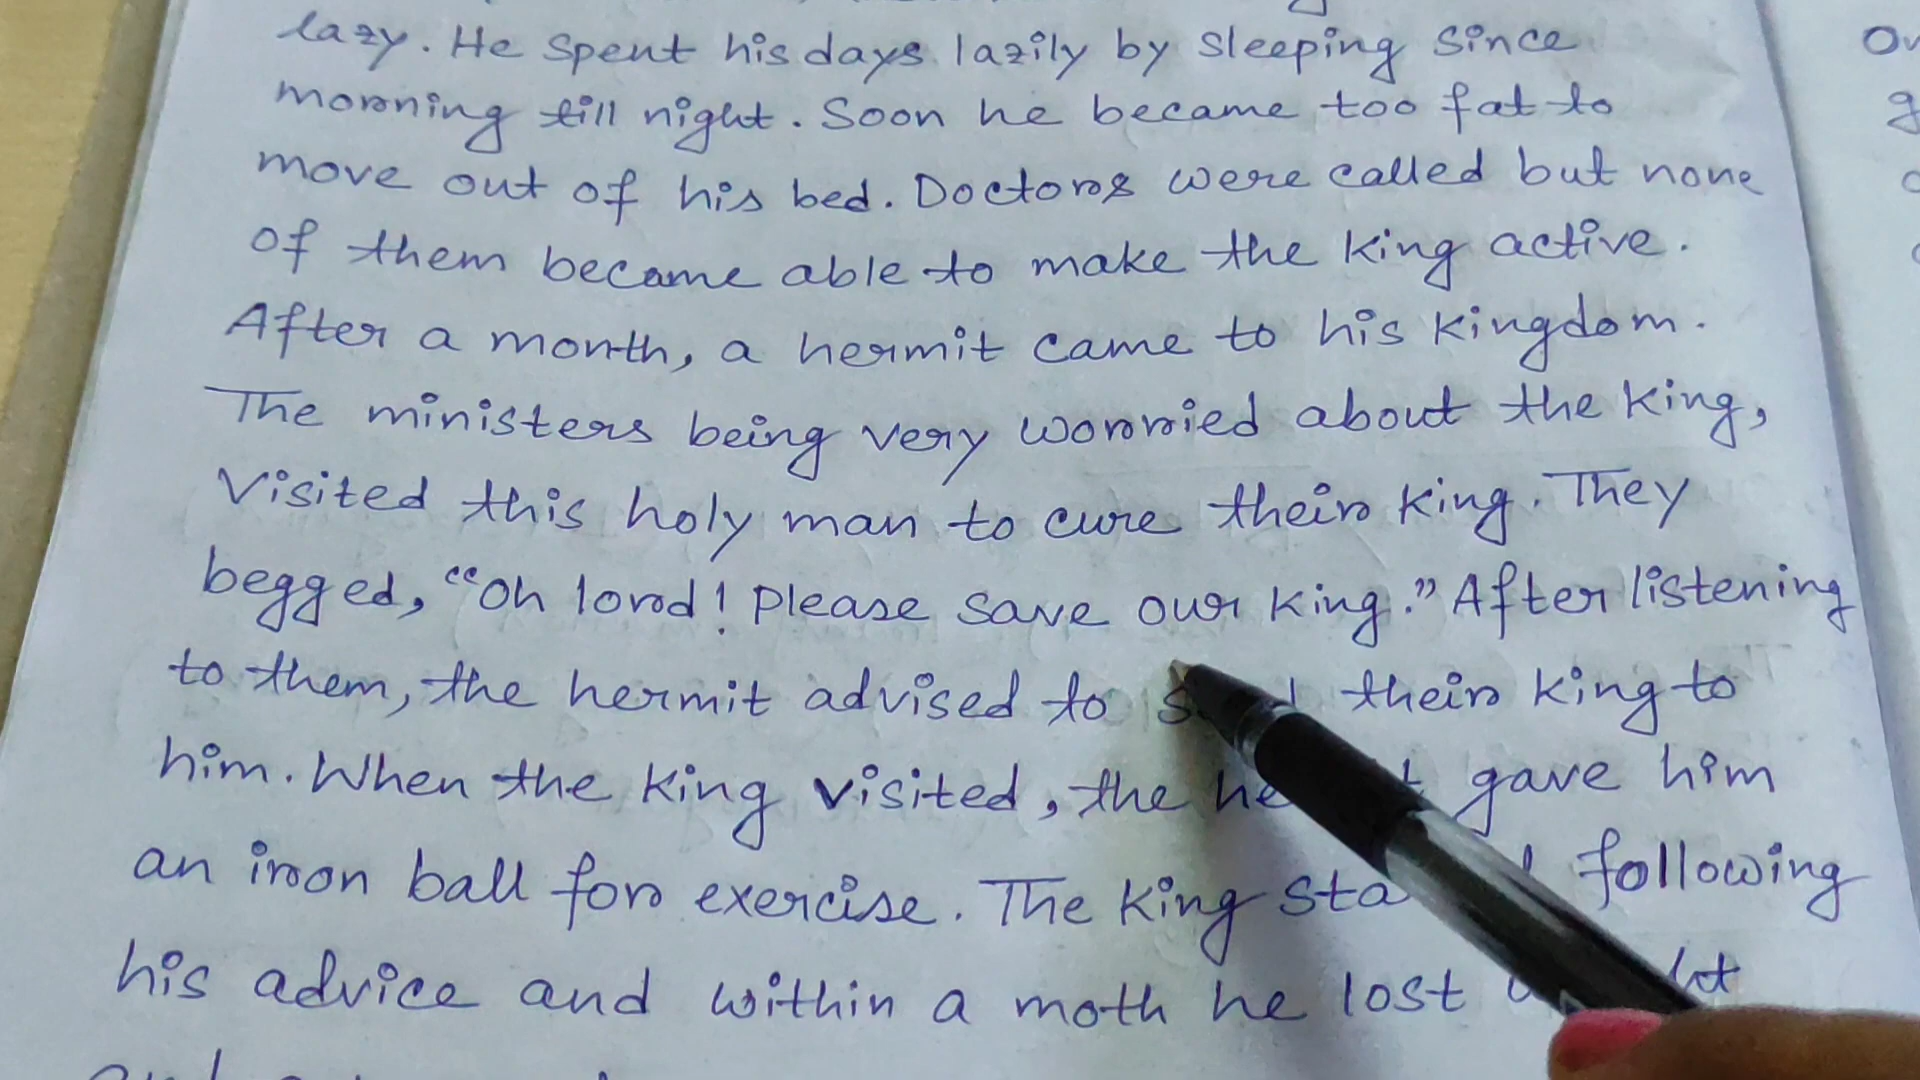 lazy. He spent his days lazily by sleeping since
morning till night. Soon he became too fat to
move out of his bed. Doctors were called but none
of them became able to make the king active.
After a month, a hermit came to his kingdom.
The ministers being very worried about the king,
visited this holy man to cure their king. They
begged, "Oh lord! Please save our king." After listening
to them, the hermit advised to their king to
him. When the king visited, the gave him
an iron ball for exercise. The king following
his advice and within a moth he lost